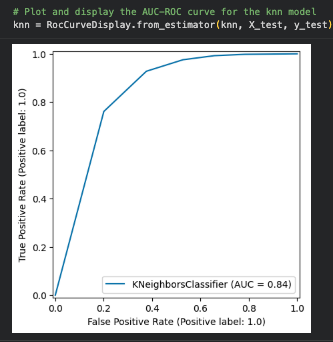 # Plot and display the AUC-ROC curve for the knn model
knn = RocCurveDisplay.from_estimator(knn, X_test, y_test)
1.0
0.8
0.6
0.4
0.2
0.0
True Positive Rate (Positive label: 1.0)
KNeighborsClassifier (AUC = 0.84)
0.0 0.2 0.4 0.6 0.8 1.0
False Positive Rate (Positive label: 1.0)